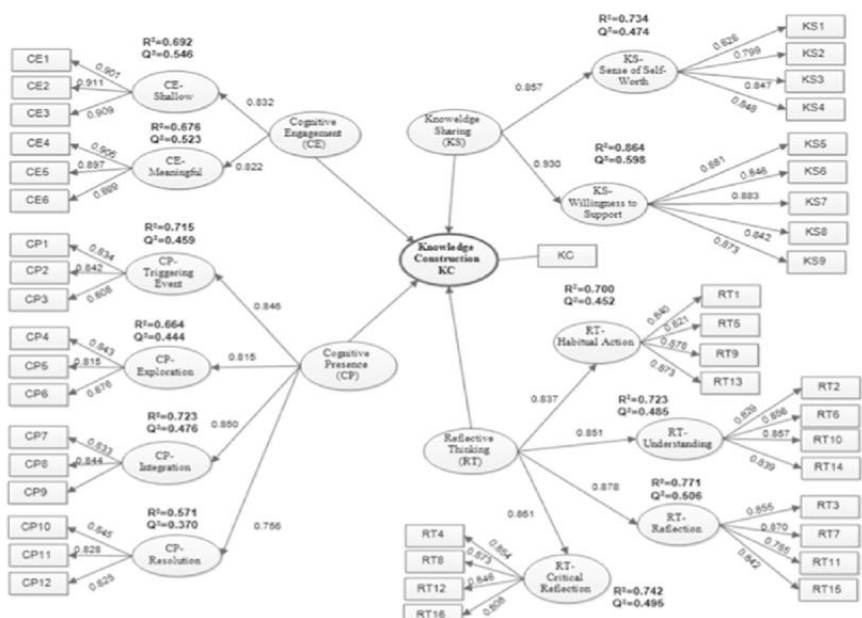 R²=0.692
Q²=0.546
CE1
CE2
CE3
0.901
0.911
0.909
CE-
Shallow
0.832
R²=0.676
Q²=0.523
CE4
CE5
CE6
0.905
0.897
0.899
CE-
Meaningful
0.822
Cognitive
Engagement
(CE)
R²=0.715
Q²=0.459
CP1
CP2
CP3
0.834
0.842
CP-
Triggering
Event
0.846
R²=0.664
Q²=0.444
CP4
CP5
CP6
0.843
0.815
0.876
CP-
Exploration
0.815
Cognitive
Presence
(CP)
R²=0.723
Q²=0.476
CP7
CP8
CP9
0.833
0.844
CP-
Integration
0.850
R²=0.571
Q²=0.370
CP10
CP11
CP12
0.845
0.828
0.825
CP-
Resolution
0.756
Knowledge
Construction
KC
KC
R²=0.734
Q²=0.474
KS-
Sense of Self-
Worth
0.857
0.826
0.799
0.847
0.848
KS1
KS2
KS3
KS4
Knoweldge
Sharing
(KS)
R²=0.864
Q²=0.598
KS-
Willingness to
Support
0.930
0.881
0.846
0.883
0.842
0.873
KS5
KS6
KS7
KS8
KS9
R²=0.700
Q²=0.452
RT-
Habitual Action
0.837
0.840
0.821
0.878
0.873
RT1
RT5
RT9
RT13
Reflective
Thinking
(RT)
R²=0.723
Q²=0.485
RT-
Understanding
0.851
0.829
0.856
0.857
0.839
RT2
RT6
RT10
RT14
R²=0.771
Q²=0.506
RT-
Reflection
0.878
0.855
0.870
0.842
RT3
RT7
RT11
RT15
0.861
RT4
RT8
RT12
RT16
0.854
0.873
0.846
RT-
Critical
Reflection
R²=0.742
Q²=0.495